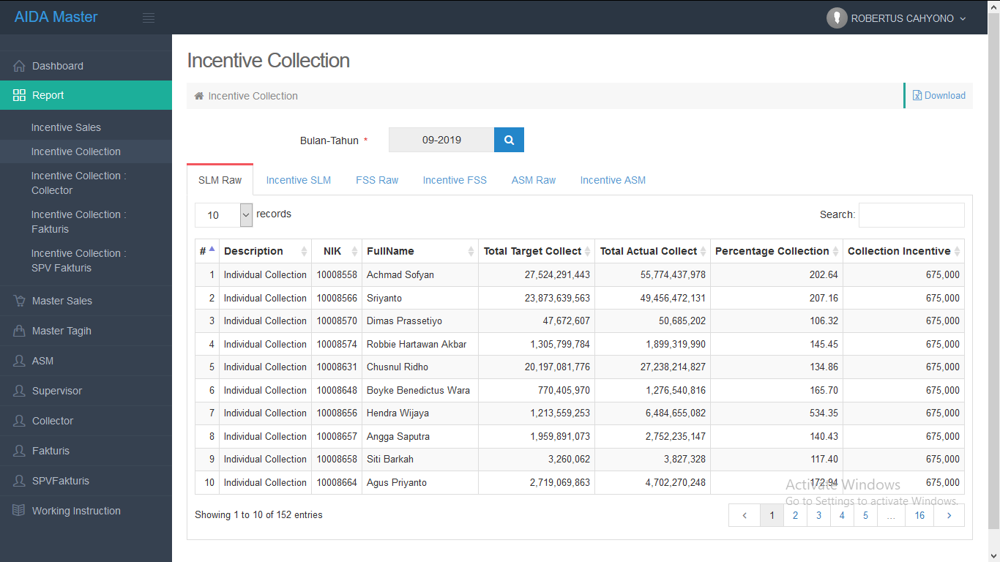 AIDA Master
ROBERTUS CAHYONO
Dashboard
Report
Incentive Sales
Incentive Collection
Incentive Collection :
Collector
Incentive Collection :
Fakturis
Incentive Collection :
SPV Fakturis
Master Sales
Master Tagih
ASM
Supervisor
Collector
Fakturis
SPVFakturis
Working Instruction
Incentive Collection
Incentive Collection
Download
Bulan-Tahun * 09-2019
SLM Raw Incentive SLM FSS Raw Incentive FSS ASM Raw Incentive ASM
10 records Search:
# Description NIK FullName Total Target Collect Total Actual Collect Percentage Collection Collection Incentive
1 Individual Collection 10008558 Achmad Sofyan 27,524,291,443 55,774,437,978 202.64 675,000
2 Individual Collection 10008566 Sriyanto 23,873,639,563 49,456,472,131 207.16 675,000
3 Individual Collection 10008570 Dimas Prassetiyo 47,672,607 50,685,202 106.32 675,000
4 Individual Collection 10008574 Robbie Hartawan Akbar 1,305,799,784 1,899,319,990 145.45 675,000
5 Individual Collection 10008631 Chusnul Ridho 20,197,081,776 27,238,214,827 134.86 675,000
6 Individual Collection 10008648 Boyke Benedictus Wara 770,405,970 1,276,540,816 165.70 675,000
7 Individual Collection 10008656 Hendra Wijaya 1,213,559,253 6,484,655,082 534.35 675,000
8 Individual Collection 10008657 Angga Saputra 1,959,891,073 2,752,235,147 140.43 675,000
9 Individual Collection 10008658 Siti Barkah 3,260,062 3,827,328 117.40 675,000
10 Individual Collection 10008664 Agus Priyanto 2,719,069,863 4,702,270,248 172.94 675,000
Activate Windows
Go to Settings to activate Windows.
Showing 1 to 10 of 152 entries
1 2 3 4 5 ... 16